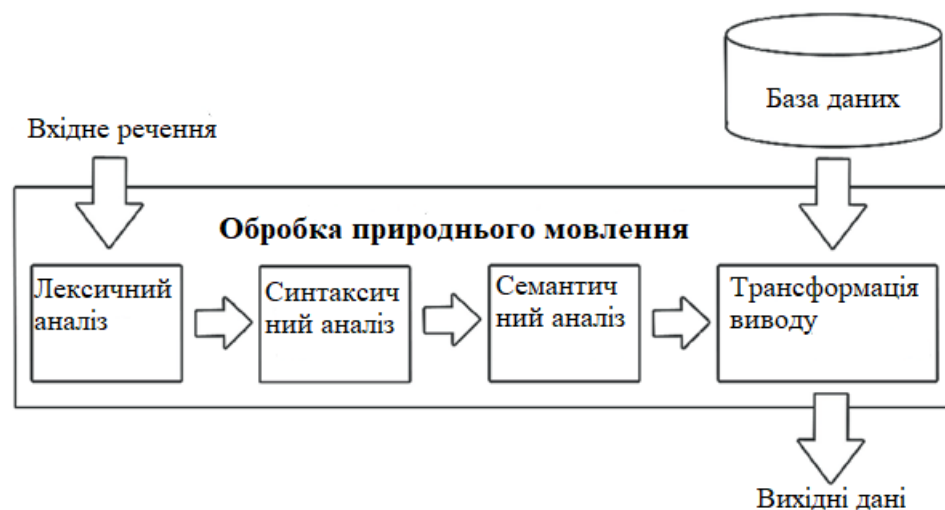 База даних
Вхідне речення
Обробка природнього мовлення
Лексичний
аналіз
Синтаксич
ний аналіз
Семантич
ний аналіз
Трансформація
виводу
Вихідні дані